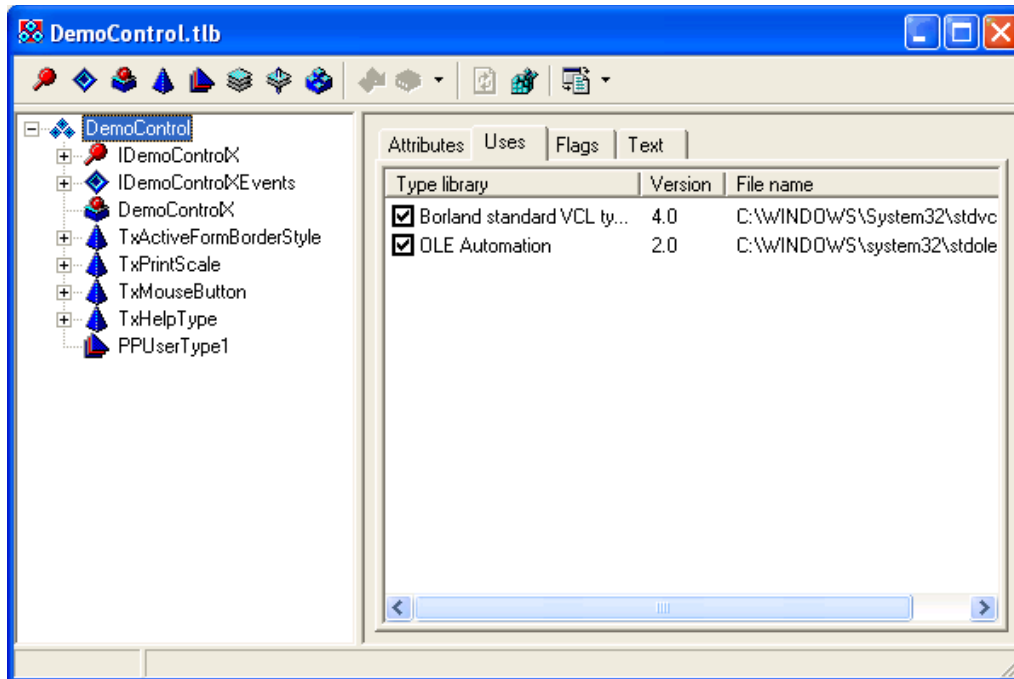 DemoControl.tlb
DemoControl
IDemoControlX
IDemoControlXEvents
DemoControlX
TxActiveFormBorderStyle
TxPrintScale
TxMouseButton
TxHelpType
PPUserType1
Attributes Uses Flags Text
Type library Version File name
Borland standard VCL ty... 4.0 C:\WINDOWS\System32\stdvc
OLE Automation 2.0 C:\WINDOWS\system32\stdole